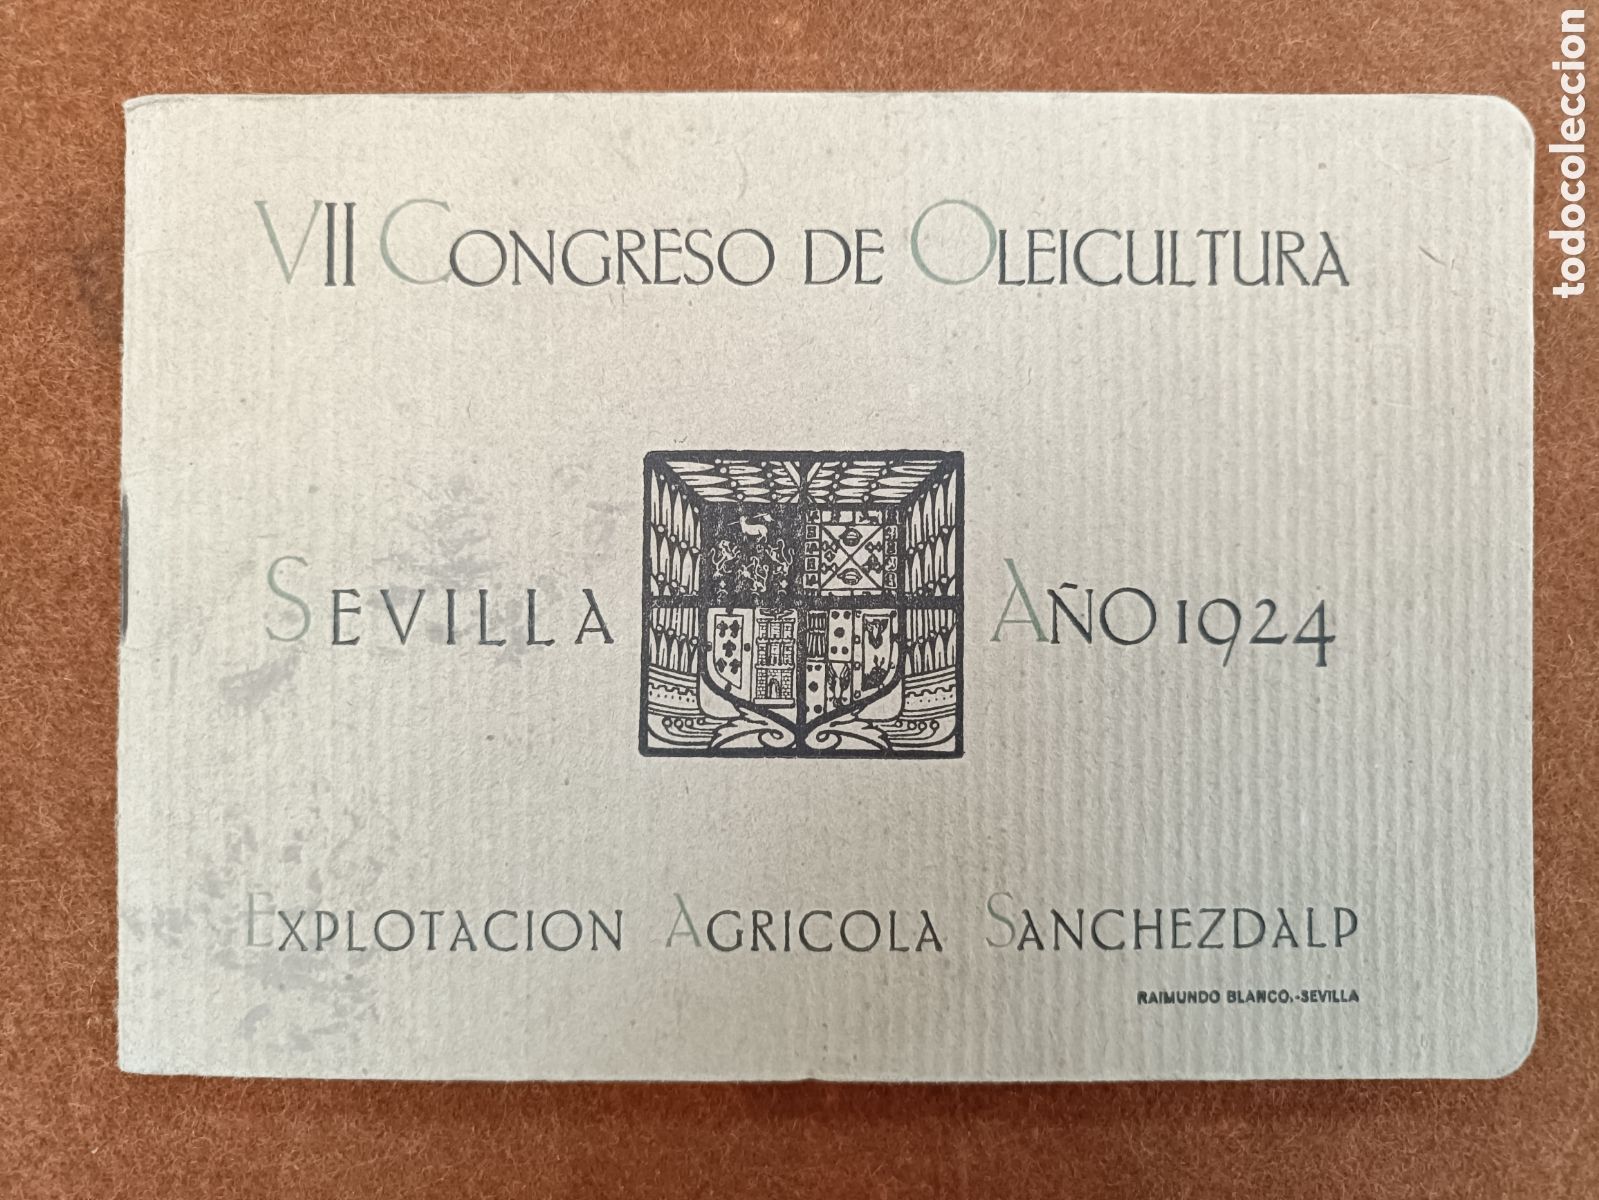 VII CONGRESO DE OLEICULTURA
SEVILLA AÑO 1924
EXPLOTACION AGRICOLA SANCHEZDALP
RAIMUNDO BLANCO.-SEVILLA
todocoleccion